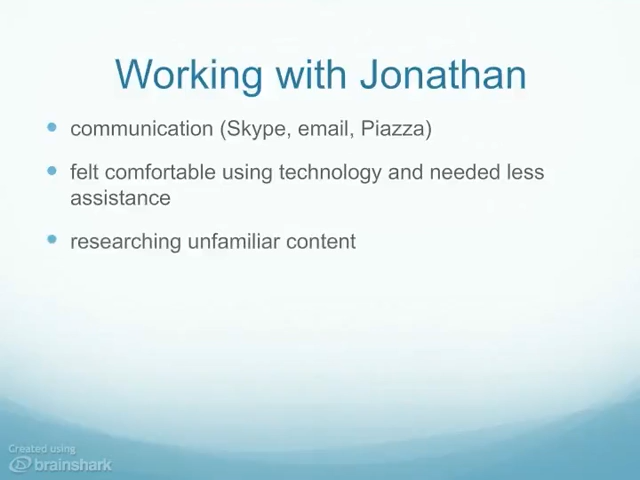 Working with Jonathan
communication (Skype, email, Piazza)
felt comfortable using technology and needed less
assistance
researching unfamiliar content
Created using
brainshark